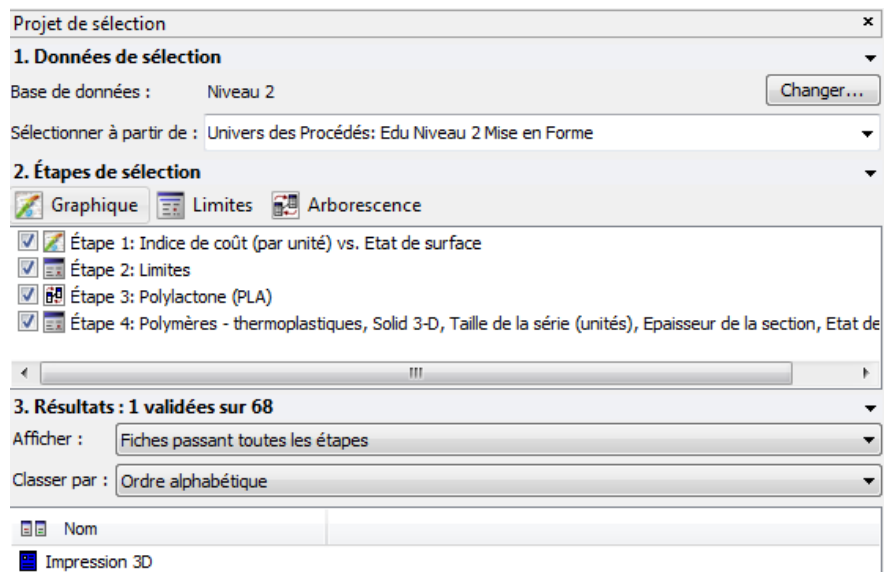 Projet de sélection
1. Données de sélection
Base de données : Niveau 2 Changer...
Sélectionner à partir de : Univers des Procédés: Edu Niveau 2 Mise en Forme
2. Étapes de sélection
Graphique Limites Arborescence
Étape 1: Indice de coût (par unité) vs. Etat de surface
Étape 2: Limites
Étape 3: Polylactone (PLA)
Étape 4: Polymères - thermoplastiques, Solid 3-D, Taille de la série (unités), Epaisseur de la section, Etat de
3. Résultats : 1 validées sur 68
Afficher : Fiches passant toutes les étapes
Classer par : Ordre alphabétique
Nom
Impression 3D